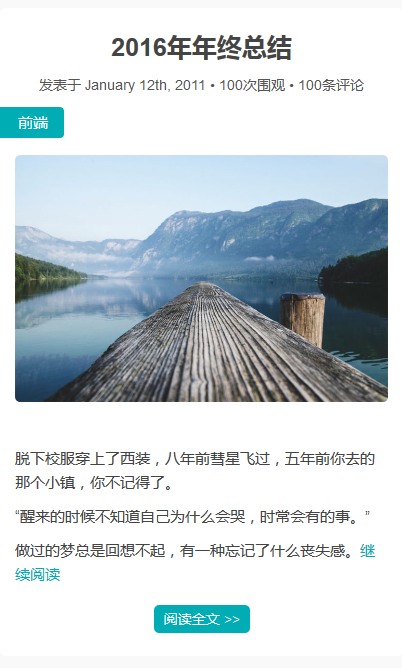 2016年年终总结
发表于 January 12th, 2011 • 100次围观 • 100条评论
前端
脱下校服穿上了西装，八年前彗星飞过，五年前你去的
那个小镇，你不记得了。
“醒来的时候不知道自己为什么会哭，时常会有的事。”
做过的梦总是回想不起，有一种忘记了什么丧失感。继
续阅读
阅读全文 >>